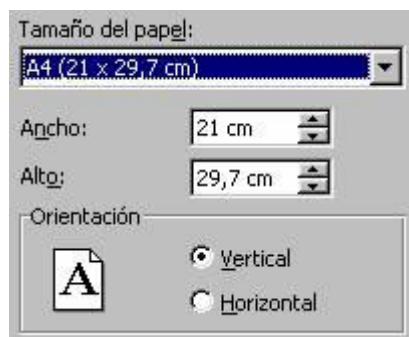 Tamaño del papel:
A4 (21 x 29,7 cm)
Ancho: 21 cm
Alto: 29,7 cm
Orientación
A
Vertical
Horizontal